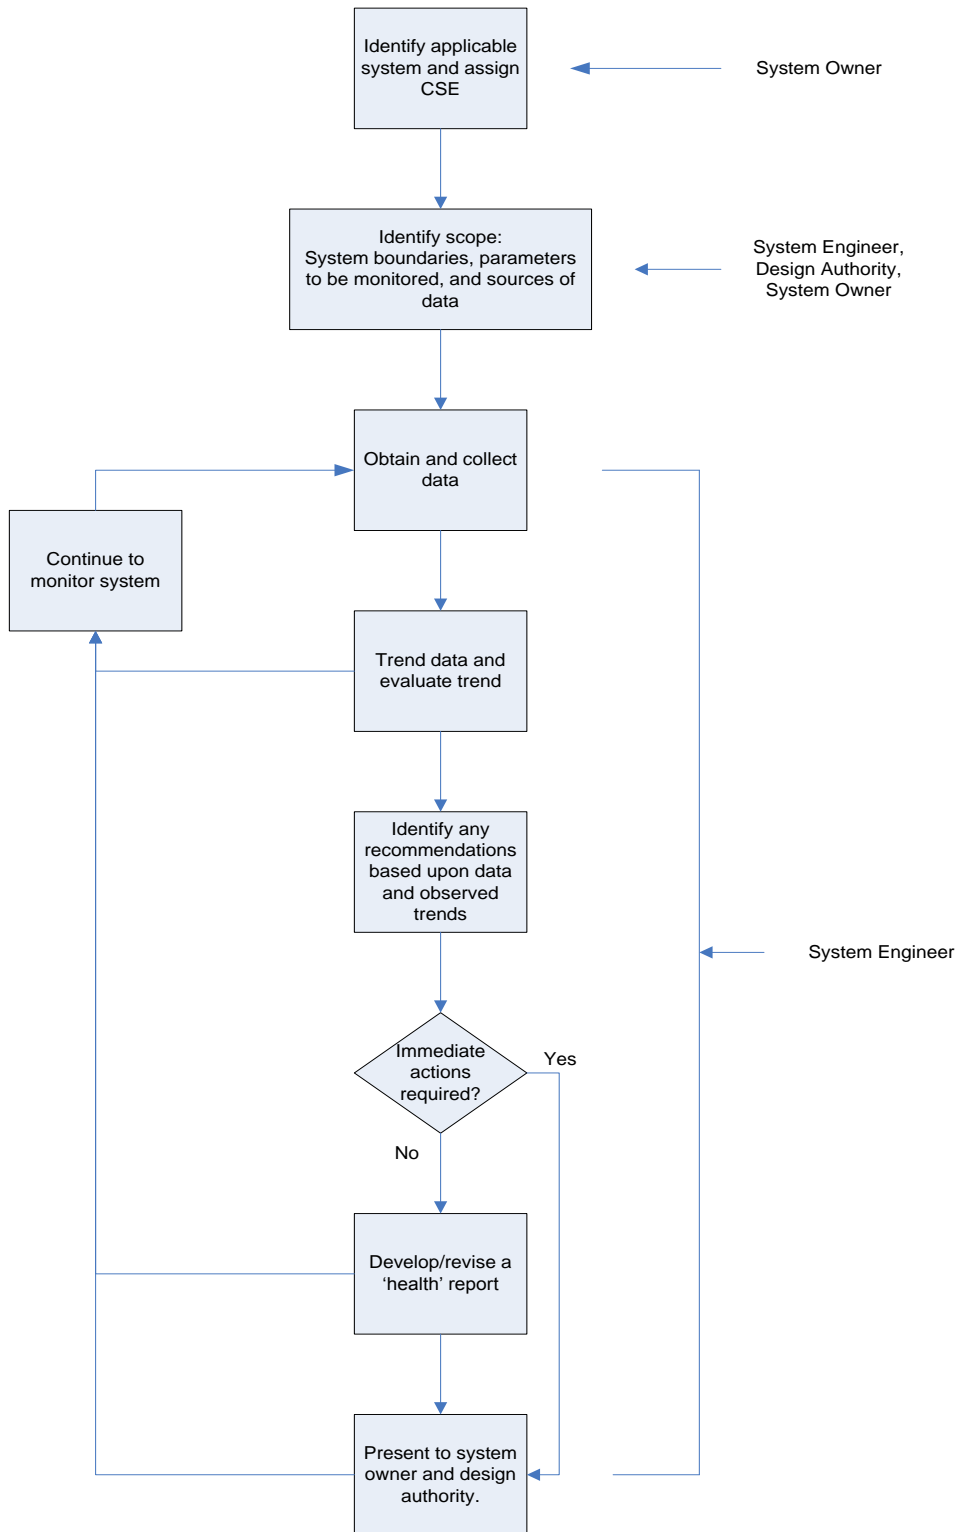 Identify applicable
system and assign
CSE
System Owner
Identify scope:
System boundaries, parameters
to be monitored, and sources of
data
System Engineer,
Design Authority,
System Owner
Obtain and collect
data
Continue to
monitor system
Trend data and
evaluate trend
Identify any
recommendations
based upon data
and observed
trends
System Engineer
Immediate
actions
required?
Yes
No
Develop/revise a
‘health’ report
Present to system
owner and design
authority.